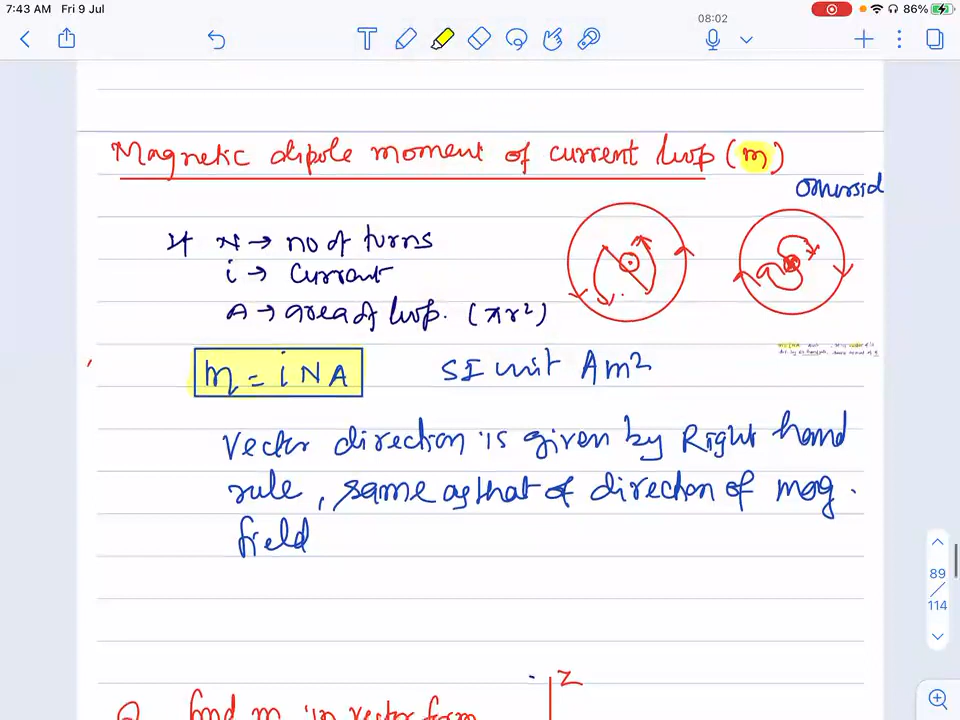 7:43 AM Fri 9 Jul
86%
08:02
Magnetic dipole moment of current loop (m)
If N → no of turns
i → Current
A → area of loop. (πr²)
m = i N A
SI unit Am²
Vector direction is given by Right hand
rule, same as that of direction of mag.
field
89
114
Q find m in vector form
Z